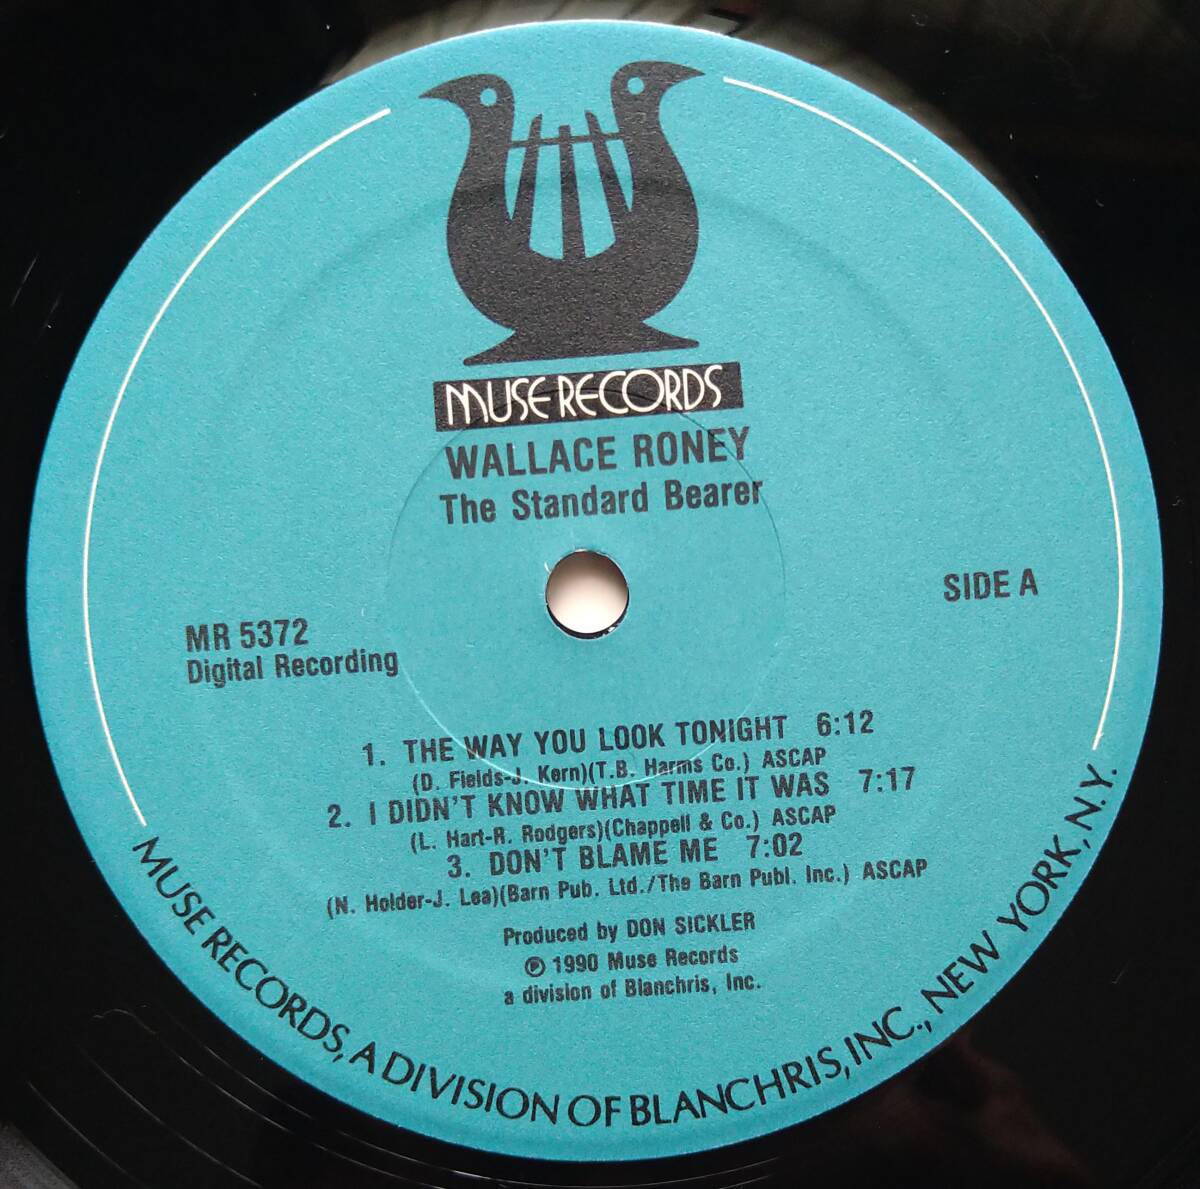 MUSE RECORDS
WALLACE RONEY
The Standard Bearer
SIDE A
MR 5372
Digital Recording
1. THE WAY YOU LOOK TONIGHT 6:12
(D. Fields-J. Kern)(T.B. Harms Co.) ASCAP
2. I DIDN'T KNOW WHAT TIME IT WAS 7:17
(L. Hart-R. Rodgers)(Chappell & Co.) ASCAP
3. DON'T BLAME ME 7:02
(N. Holder-J. Lea)(Barn Pub. Ltd./The Barn Publ. Inc.) ASCAP
Produced by DON SICKLER
℗ 1990 Muse Records
a division of Blanchris, Inc.
MUSE RECORDS, A DIVISION OF BLANCHRIS, INC., NEW YORK, N.Y.